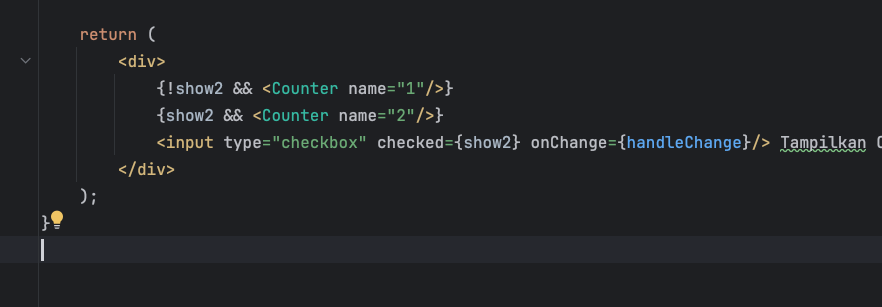 return (
<div>
{!show2 && <Counter name="1"/>}
{show2 && <Counter name="2"/>}
<input type="checkbox" checked={show2} onChange={handleChange}/> Tampilkan
</div>
);
}